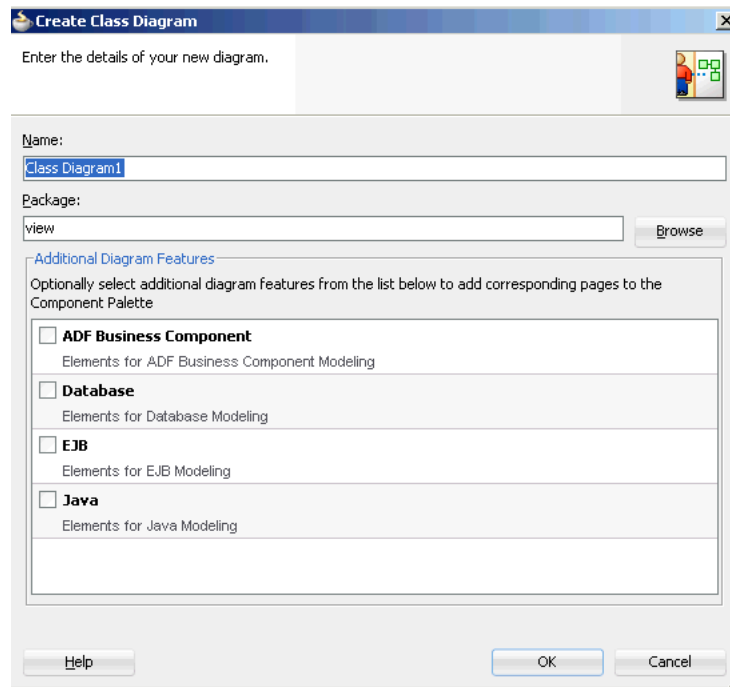 Create Class Diagram
Enter the details of your new diagram.
Name:
Class Diagram1
Package:
view
Browse
Additional Diagram Features
Optionally select additional diagram features from the list below to add corresponding pages to the
Component Palette
ADF Business Component
Elements for ADF Business Component Modeling
Database
Elements for Database Modeling
EJB
Elements for EJB Modeling
Java
Elements for Java Modeling
Help
OK
Cancel